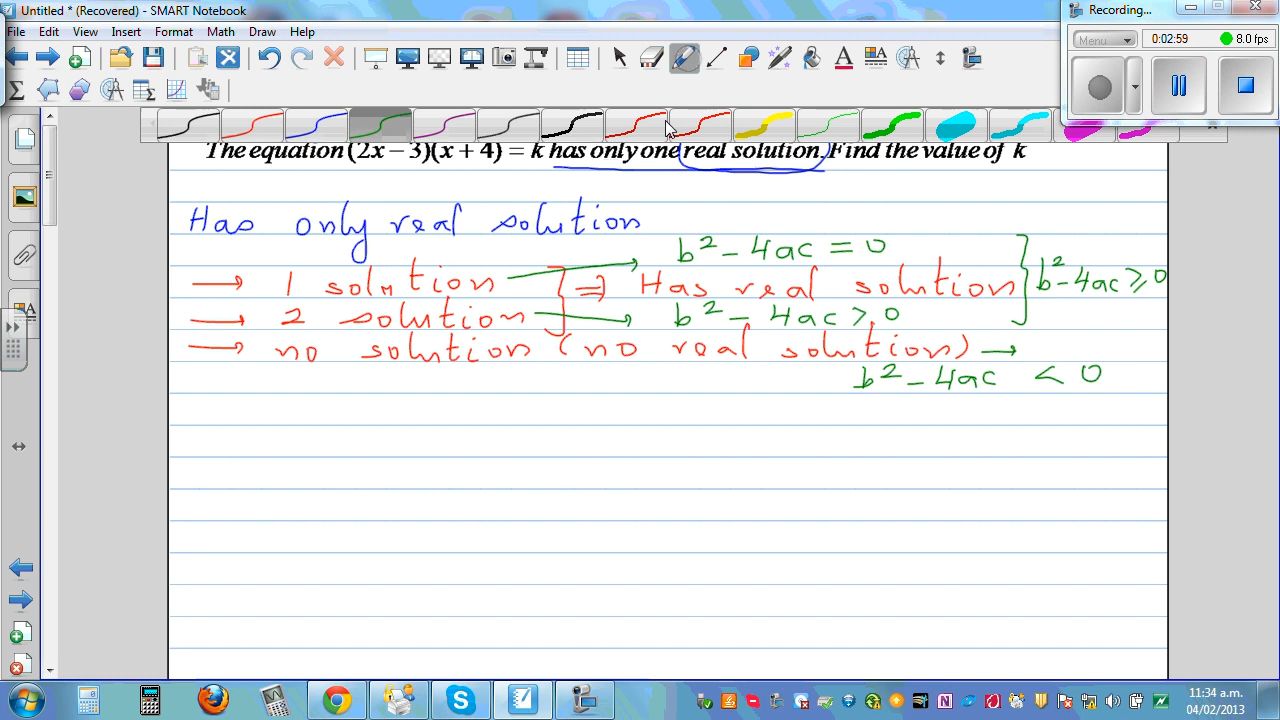 Untitled * (Recovered) - SMART Notebook
Recording...
File Edit View Insert Format Math Draw Help
Menu
0:02:59
8.0 fps
The equation (2x − 3)(x + 4) = k has only one real solution. Find the value of k
Has only real solution
b² − 4ac = 0
→ 1 solution ⇒ Has real solution
b² − 4ac ≥ 0
→ 2 solution → b² − 4ac > 0
→ no solution (no real solution) →
b² − 4ac < 0
11:34 a.m.
04/02/2013